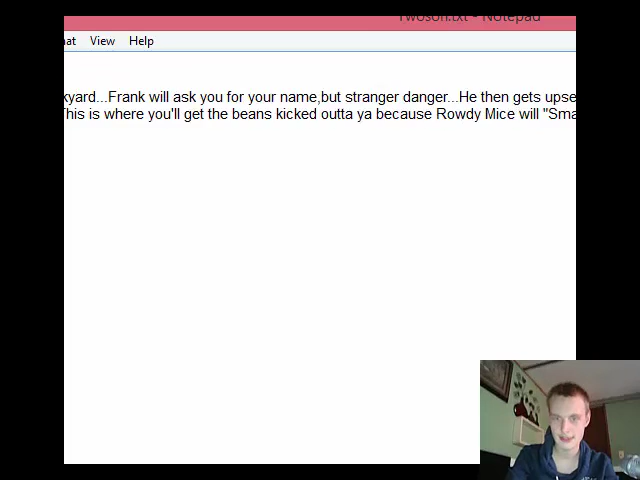 Twoson.txt - Notepad
mat View Help
kyard...Frank will ask you for your name,but stranger danger...He then gets upse
This is where you'll get the beans kicked outta ya because Rowdy Mice will "Sma